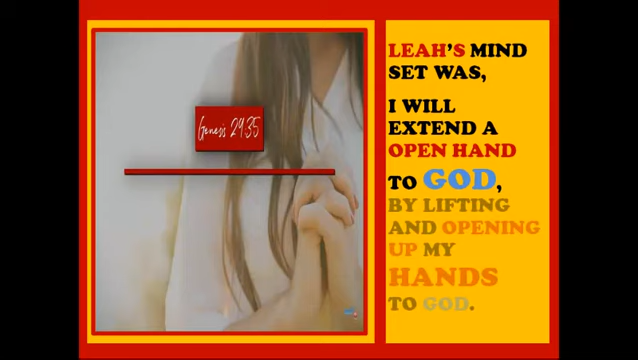 Genesis 29:35
LEAH'S MIND
SET WAS,
I WILL
EXTEND A
OPEN HAND
TO GOD,
BY LIFTING
AND OPENING
UP MY
HANDS
TO GOD.